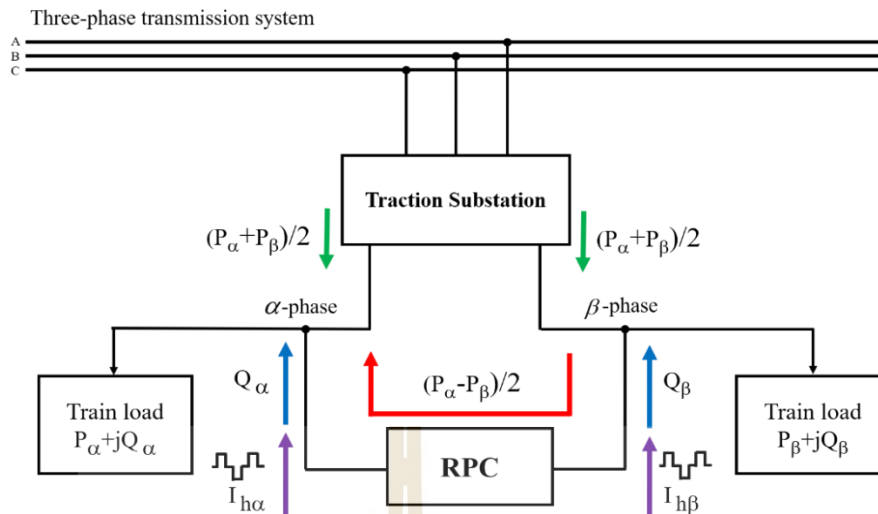 Three-phase transmission system
A
B
C
Traction Substation
(Pα+Pβ)/2
(Pα+Pβ)/2
α-phase
β-phase
Qα
(Pα-Pβ)/2
Qβ
Train load
Pα+jQα
Train load
Pβ+jQβ
RPC
Ihα
Ihβ